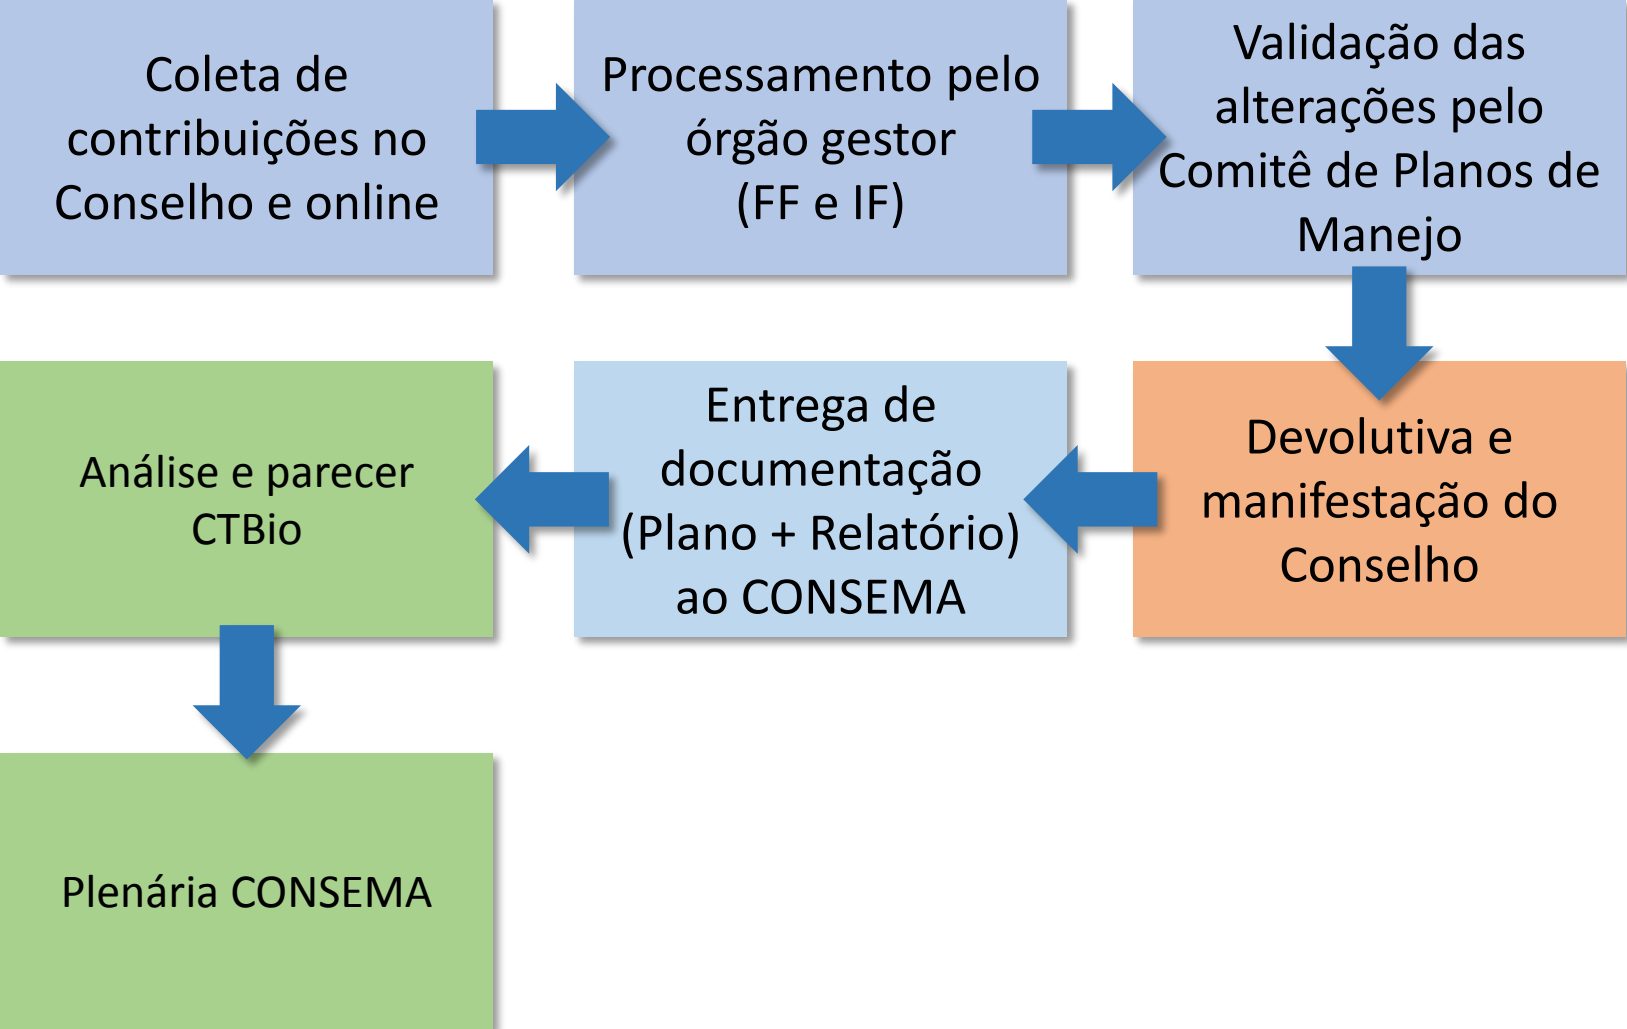 Coleta de
contribuições no
Conselho e online
Processamento pelo
órgão gestor
(FF e IF)
Validação das
alterações pelo
Comitê de Planos de
Manejo
Devolutiva e
manifestação do
Conselho
Entrega de
documentação
(Plano + Relatório)
ao CONSEMA
Análise e parecer
CTBio
Plenária CONSEMA